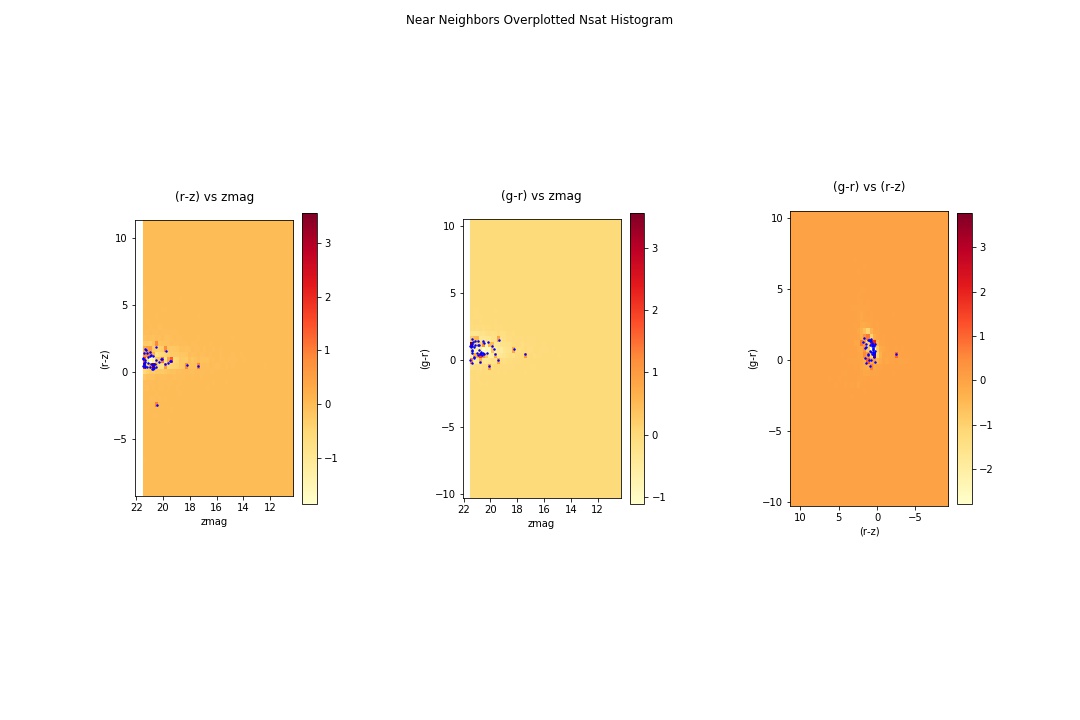 Near Neighbors Overplotted Nsat Histogram
(r-z) vs zmag
(r-z)
10
5
0
−5
22 20 18 16 14 12
zmag
3
2
1
0
−1
(g-r) vs zmag
(g-r)
10
5
0
−5
−10
22 20 18 16 14 12
zmag
3
2
1
0
−1
(g-r) vs (r-z)
(g-r)
10
5
0
−5
−10
10 5 0 −5
(r-z)
3
2
1
0
−1
−2